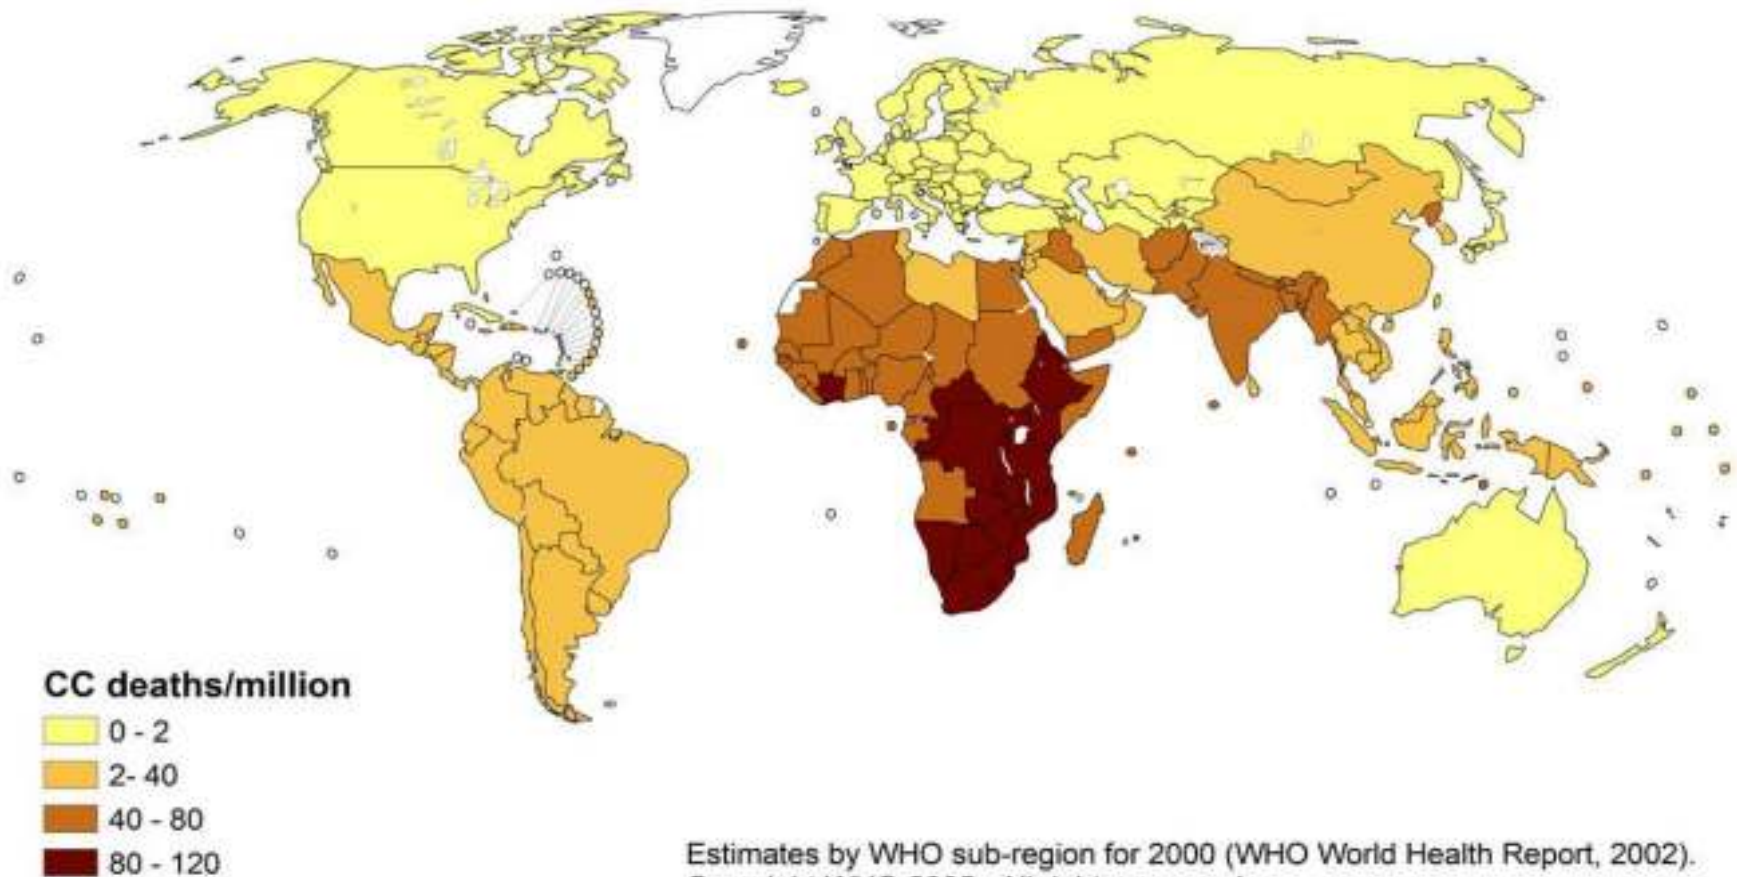 CC deaths/million
0 - 2
2- 40
40 - 80
80 - 120
Estimates by WHO sub-region for 2000 (WHO World Health Report, 2002).